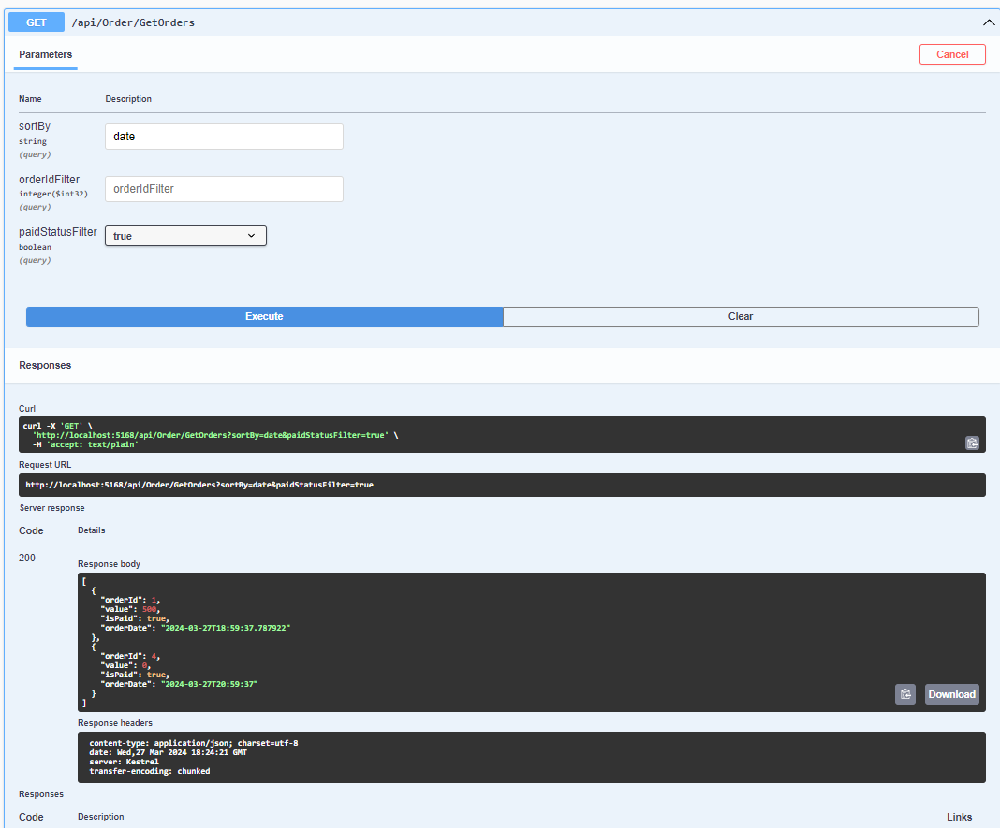 GET /api/Order/GetOrders
Parameters
Cancel
Name Description
sortBy
string
(query)
date
orderIdFilter
integer($int32)
(query)
orderIdFilter
paidStatusFilter
boolean
(query)
true
Execute
Clear
Responses
Curl
curl -X 'GET' \
'http://localhost:5168/api/Order/GetOrders?sortBy=date&paidStatusFilter=true' \
-H 'accept: text/plain'
Request URL
http://localhost:5168/api/Order/GetOrders?sortBy=date&paidStatusFilter=true
Server response
Code Details
200
Response body
[
{
"orderId": 1,
"value": 500,
"isPaid": true,
"orderDate": "2024-03-27T18:59:37.787922"
},
{
"orderId": 4,
"value": 0,
"isPaid": true,
"orderDate": "2024-03-27T20:59:37"
}
]
Download
Response headers
content-type: application/json; charset=utf-8
date: Wed,27 Mar 2024 18:24:21 GMT
server: Kestrel
transfer-encoding: chunked
Responses
Code Description Links